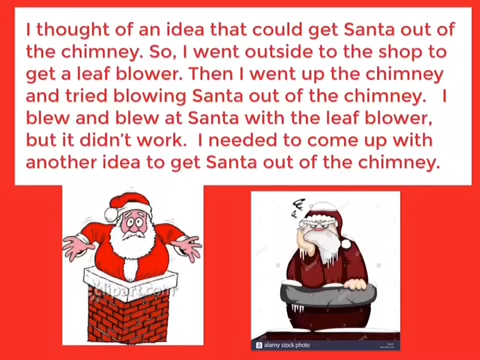 I thought of an idea that could get Santa out of
the chimney. So, I went outside to the shop to
get a leaf blower. Then I went up the chimney
and tried blowing Santa out of the chimney. I
blew and blew at Santa with the leaf blower,
but it didn’t work. I needed to come up with
another idea to get Santa out of the chimney.
clipart.com
alamy stock photo